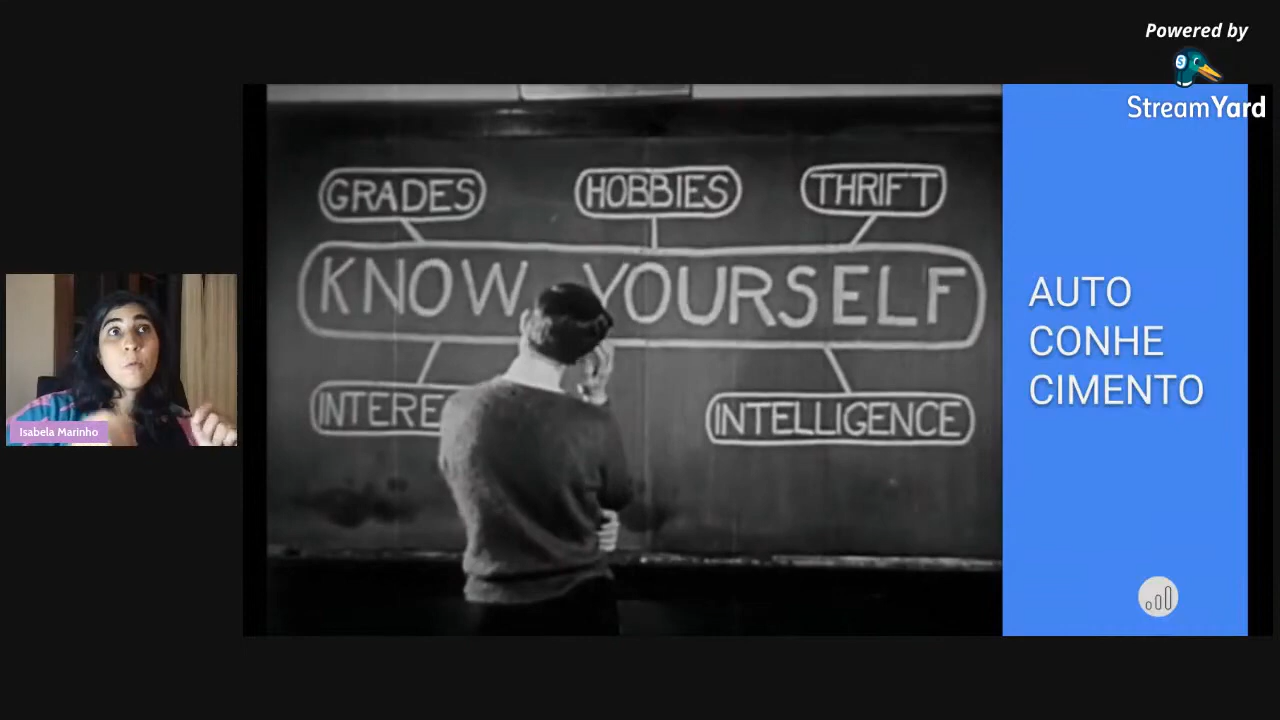 Powered by
StreamYard
GRADES
HOBBIES
THRIFT
KNOW YOURSELF
INTELLIGENCE
AUTO
CONHE
CIMENTO
Isabela Marinho